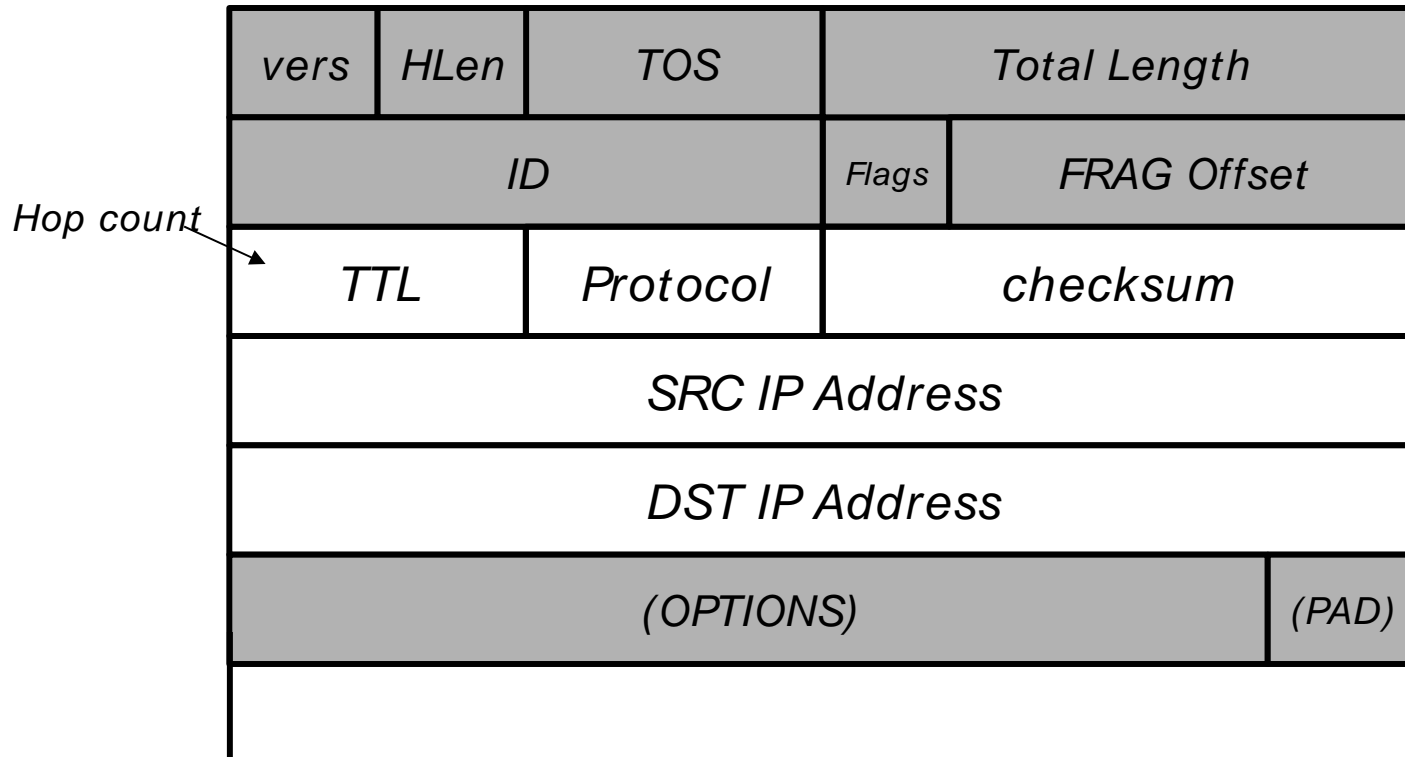 vers HLen TOS Total Length
ID Flags FRAG Offset
Hop count
TTL Protocol checksum
SRC IP Address
DST IP Address
(OPTIONS) (PAD)